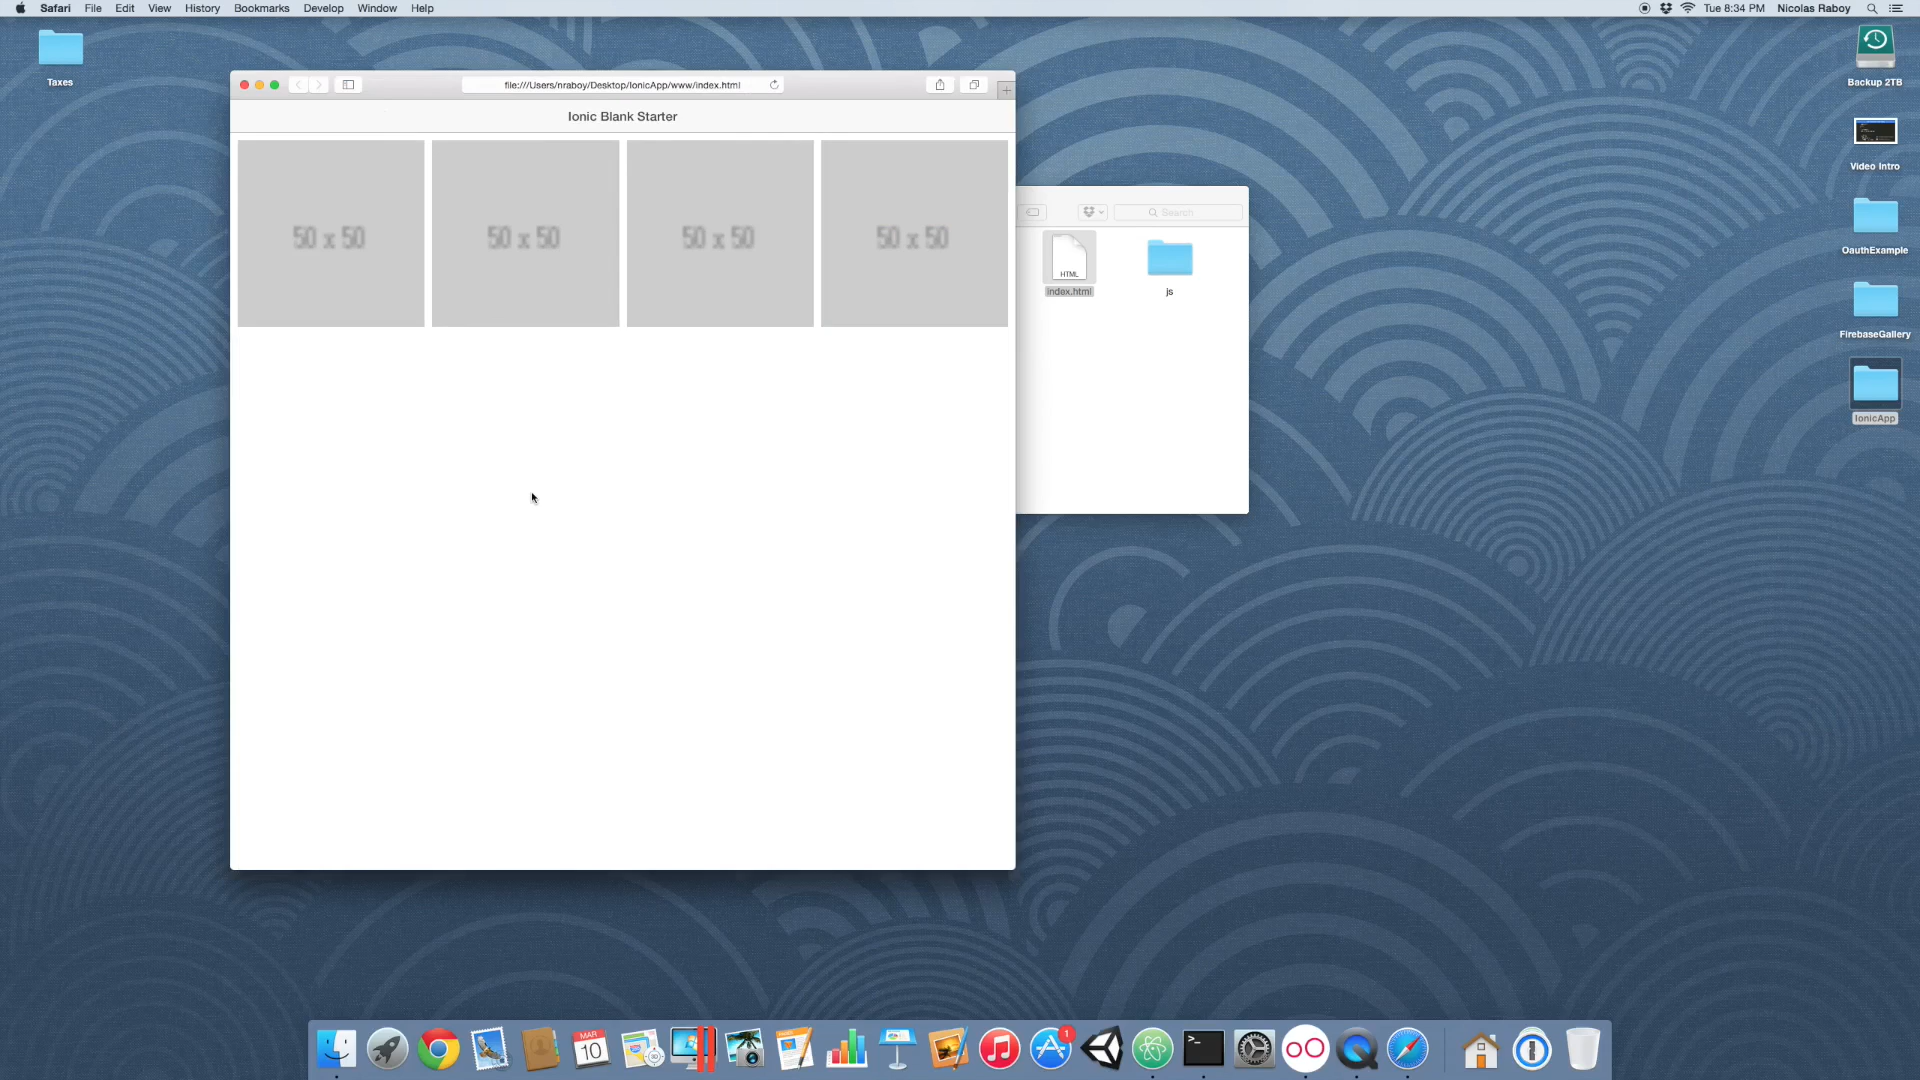 Safari File Edit View History Bookmarks Develop Window Help
Tue 8:34 PM Nicolas Raboy
Taxes
file:///Users/nraboy/Desktop/IonicApp/www/index.html
Ionic Blank Starter
50 x 50 50 x 50 50 x 50 50 x 50
Search
HTML
index.html js
Backup 2TB
Video Intro
OauthExample
FirebaseGallery
IonicApp
MAR
10
1